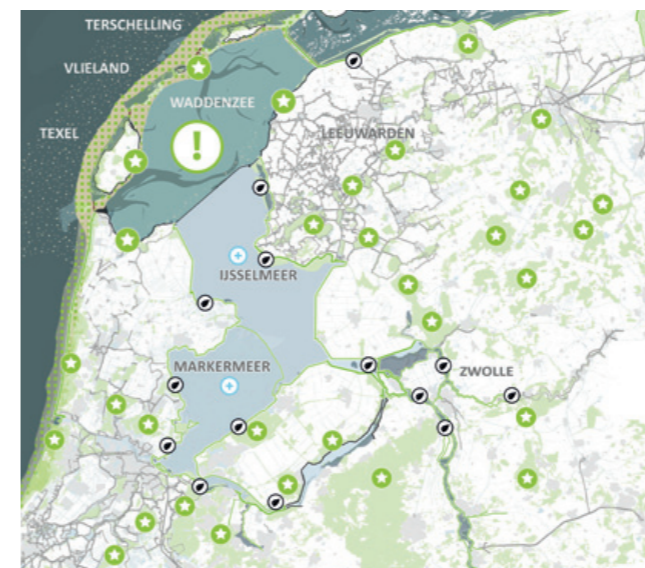 TERSCHELLING
VLIELAND
WADDENZEE
TEXEL
LEEUWARDEN
IJSSELMEER
MARKERMEER
ZWOLLE